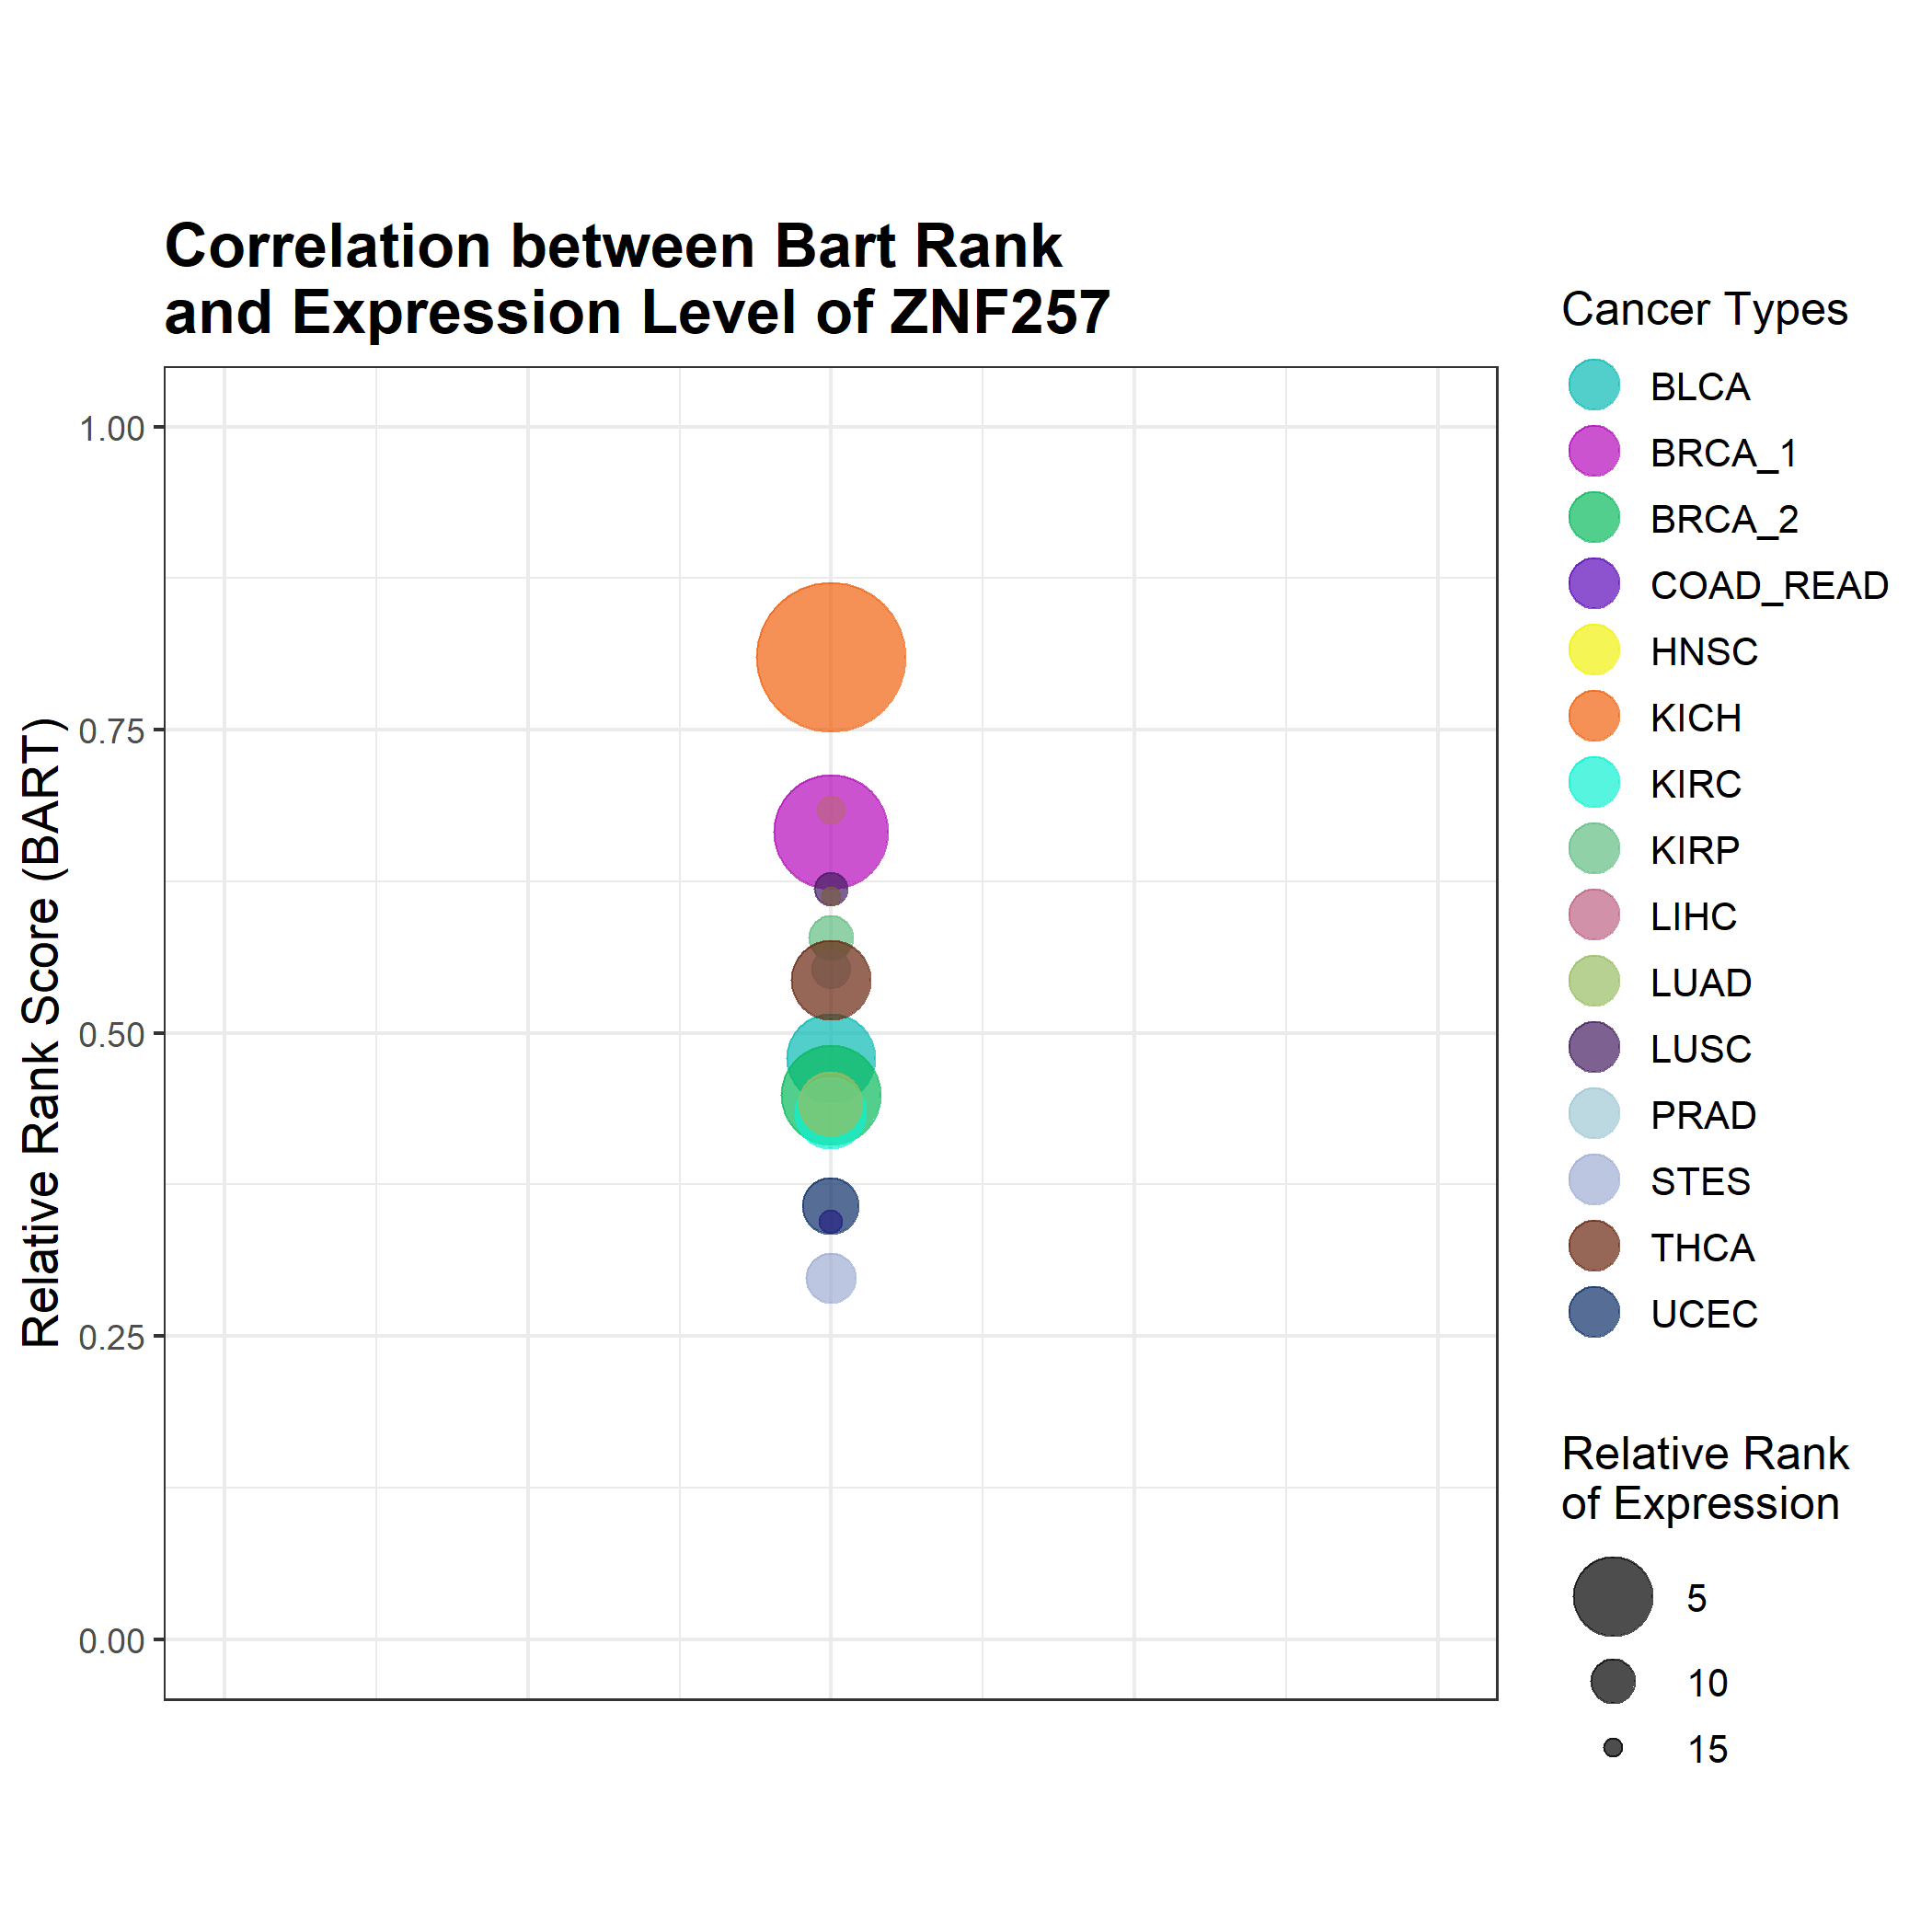 Correlation between Bart Rank
and Expression Level of ZNF257
Relative Rank Score (BART)
1.00
0.75
0.50
0.25
0.00
Cancer Types
BLCA
BRCA_1
BRCA_2
COAD_READ
HNSC
KICH
KIRC
KIRP
LIHC
LUAD
LUSC
PRAD
STES
THCA
UCEC
Relative Rank
of Expression
5
10
15